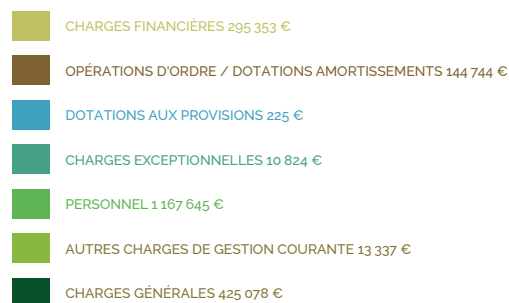 CHARGES FINANCIÈRES 295 353 €
OPÉRATIONS D'ORDRE / DOTATIONS AMORTISSEMENTS 144 744 €
DOTATIONS AUX PROVISIONS 225 €
CHARGES EXCEPTIONNELLES 10 824 €
PERSONNEL 1 167 645 €
AUTRES CHARGES DE GESTION COURANTE 13 337 €
CHARGES GÉNÉRALES 425 078 €